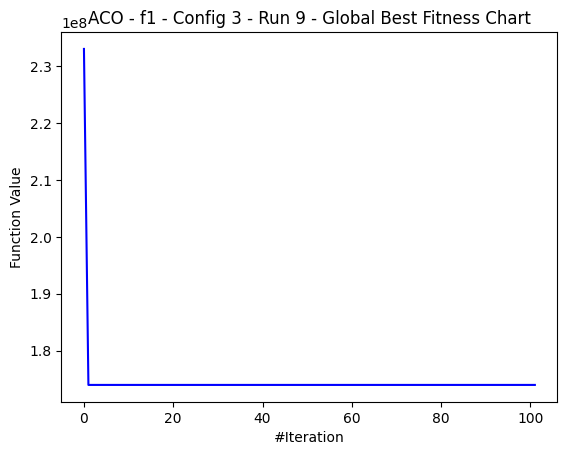 ACO - f1 - Config 3 - Run 9 - Global Best Fitness Chart
1e8
2.3
2.2
2.1
2.0
1.9
1.8
Function Value
0 20 40 60 80 100
#Iteration